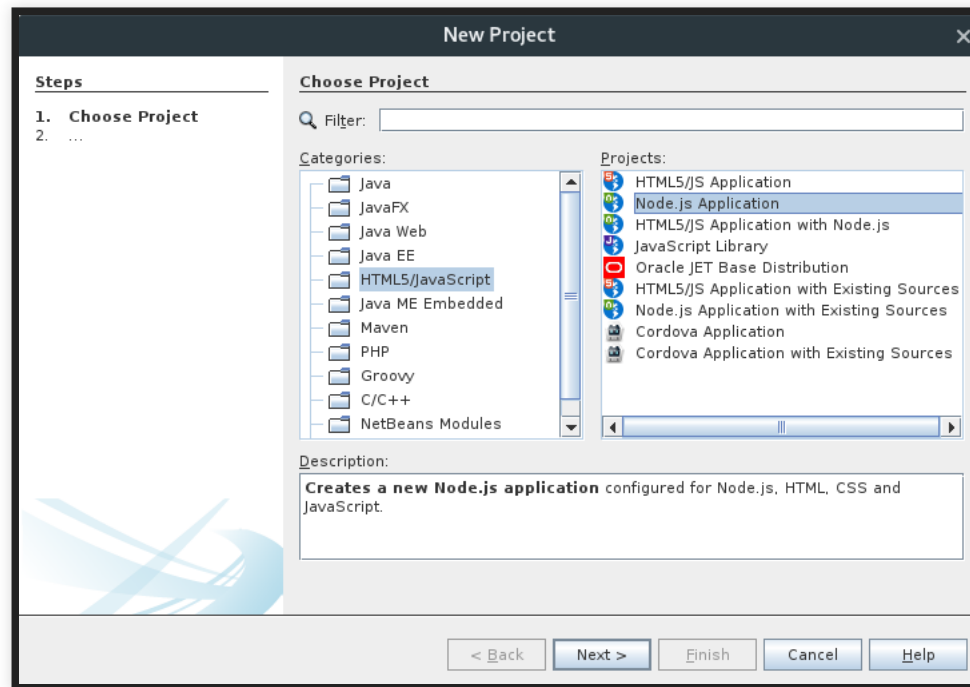 New Project
Steps
1. Choose Project
2. ...
Choose Project
Filter:
Categories:
Java
JavaFX
Java Web
Java EE
HTML5/JavaScript
Java ME Embedded
Maven
PHP
Groovy
C/C++
NetBeans Modules
Projects:
HTML5/JS Application
Node.js Application
HTML5/JS Application with Node.js
JavaScript Library
Oracle JET Base Distribution
HTML5/JS Application with Existing Sources
Node.js Application with Existing Sources
Cordova Application
Cordova Application with Existing Sources
Description:
Creates a new Node.js application configured for Node.js, HTML, CSS and
JavaScript.
< Back
Next >
Finish
Cancel
Help